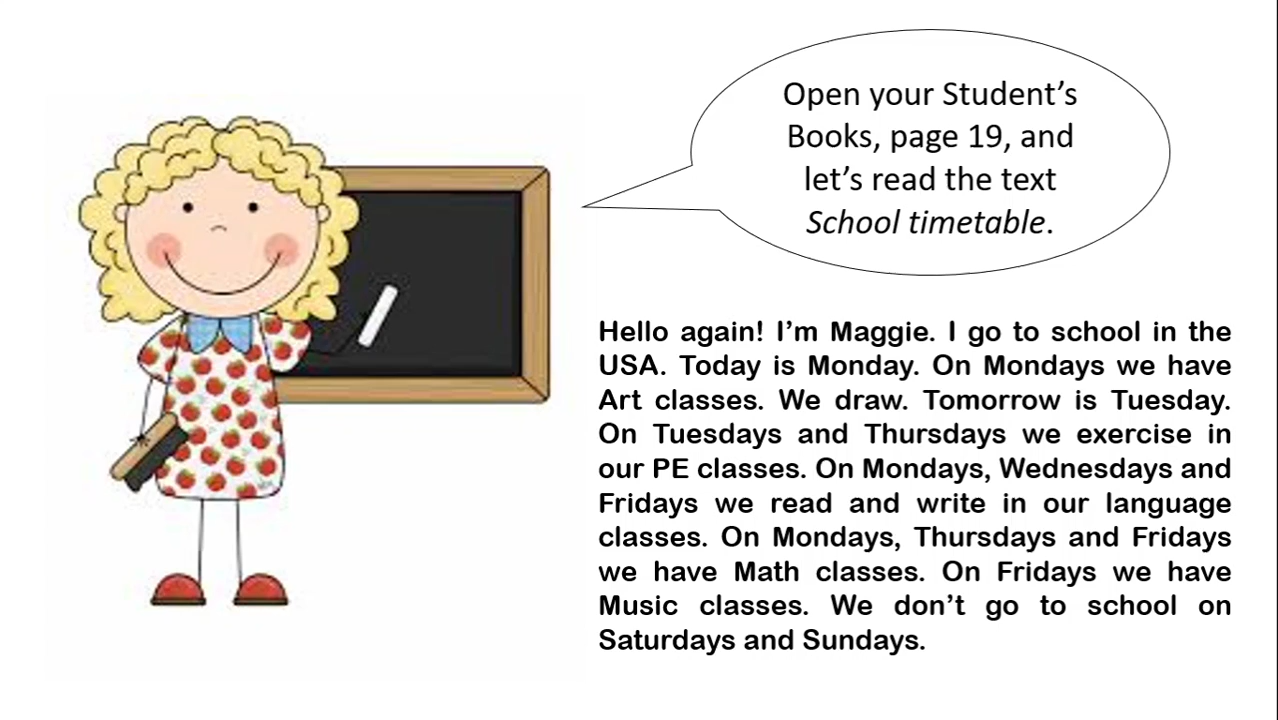 Open your Student’s
Books, page 19, and
let’s read the text
School timetable.
Hello again! I’m Maggie. I go to school in the
USA. Today is Monday. On Mondays we have
Art classes. We draw. Tomorrow is Tuesday.
On Tuesdays and Thursdays we exercise in
our PE classes. On Mondays, Wednesdays and
Fridays we read and write in our language
classes. On Mondays, Thursdays and Fridays
we have Math classes. On Fridays we have
Music classes. We don’t go to school on
Saturdays and Sundays.